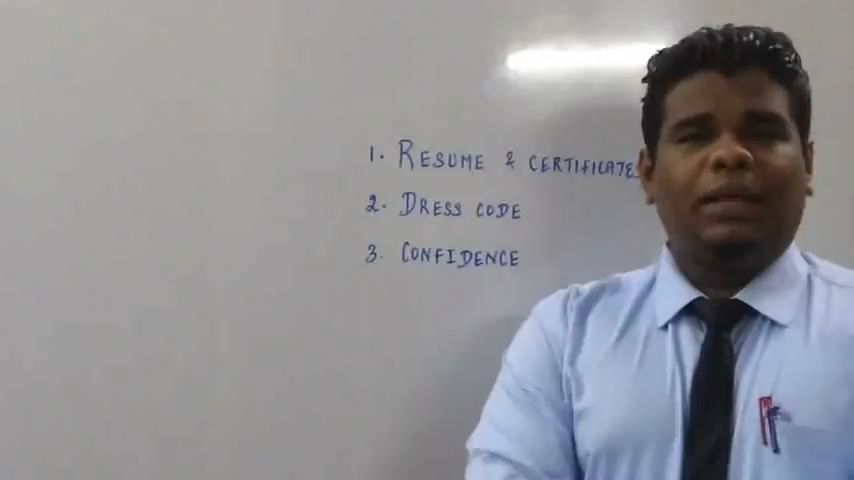 1. RESUME & CERTIFICATES
2. DRESS CODE
3. CONFIDENCE